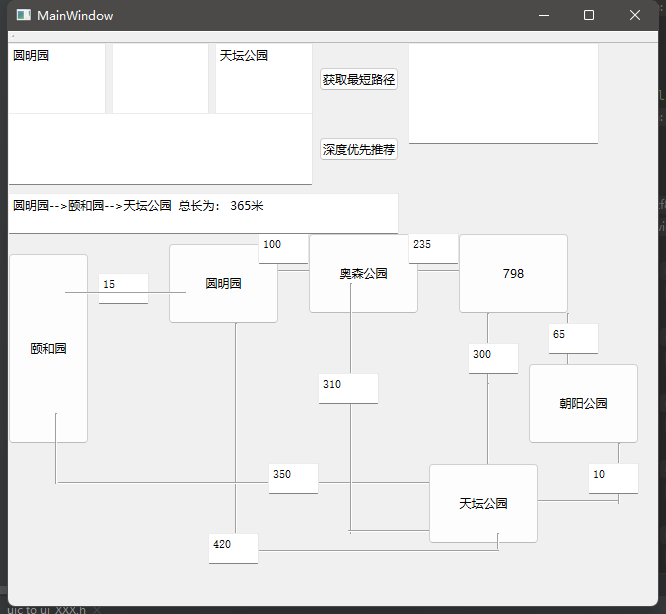 MainWindow
圆明园
天坛公园
获取最短路径
深度优先推荐
圆明园-->颐和园-->天坛公园 总长为: 365米
100
235
奥森公园
798
圆明园
15
65
300
颐和园
310
朝阳公园
350
10
天坛公园
420
uic to ui_XXX.h